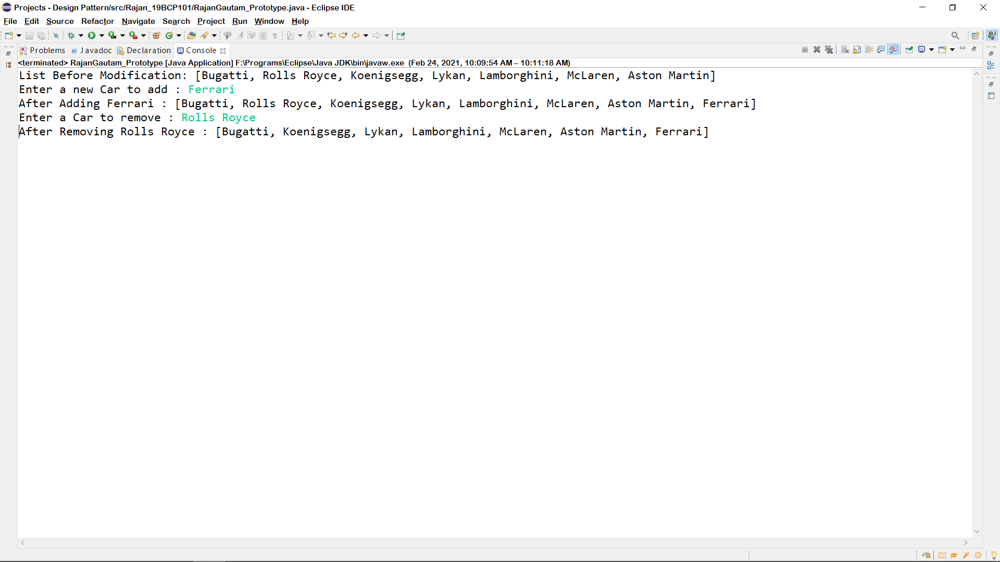 Projects - Design Pattern/src/Rajan_19BCP101/RajanGautam_Prototype.java - Eclipse IDE
File Edit Source Refactor Navigate Search Project Run Window Help
Problems @ Javadoc Declaration Console
<terminated> RajanGautam_Prototype [Java Application] F:\Programs\Eclipse\Java JDK\bin\javaw.exe (Feb 24, 2021, 10:09:54 AM – 10:11:18 AM)
List Before Modification: [Bugatti, Rolls Royce, Koenigsegg, Lykan, Lamborghini, McLaren, Aston Martin]
Enter a new Car to add : Ferrari
After Adding Ferrari : [Bugatti, Rolls Royce, Koenigsegg, Lykan, Lamborghini, McLaren, Aston Martin, Ferrari]
Enter a Car to remove : Rolls Royce
After Removing Rolls Royce : [Bugatti, Koenigsegg, Lykan, Lamborghini, McLaren, Aston Martin, Ferrari]